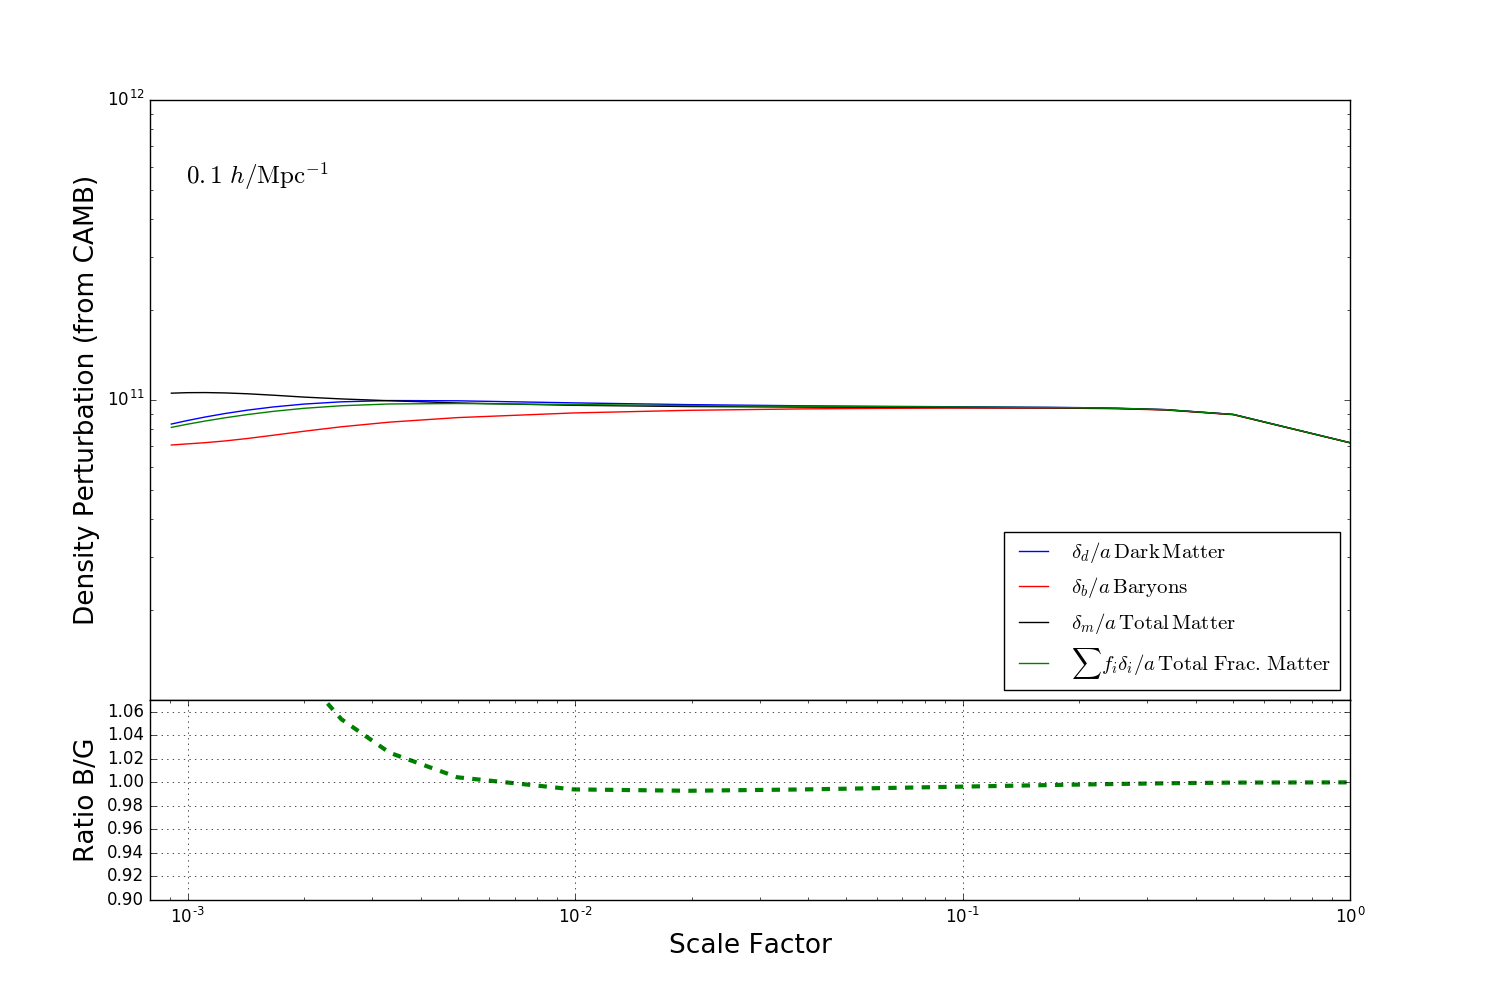 10^12
0.1 h/Mpc^−1
10^11
Density Perturbation (from CAMB)
δ_d/a Dark Matter
δ_b/a Baryons
δ_m/a Total Matter
∑f_iδ_i/a Total Frac. Matter
1.06
1.04
1.02
1.00
0.98
0.96
0.94
0.92
0.90
Ratio B/G
10^-3 10^-2 10^-1 10^0
Scale Factor